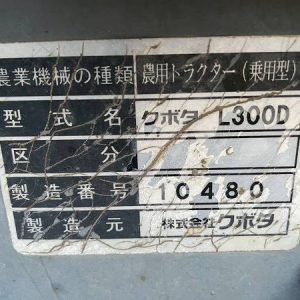 農業機械の種類 農用トラクター(乗用型)
型式名 クボタ L300D
区分
製造番号 10480
製造元 株式会社クボタ